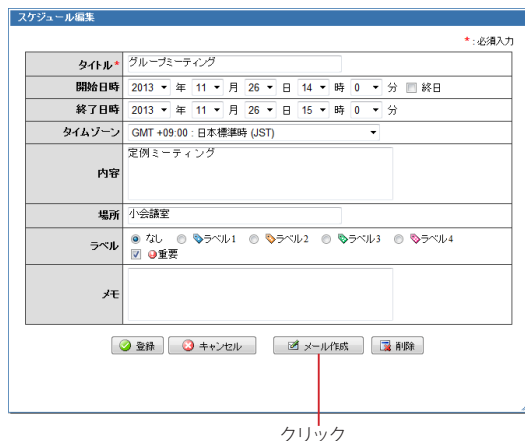 スケジュール編集
*：必須入力
タイトル* グループミーティング
開始日時 2013 年 11 月 26 日 14 時 0 分 終日
終了日時 2013 年 11 月 26 日 15 時 0 分
タイムゾーン GMT +09:00 : 日本標準時 (JST)
内容 定例ミーティング
場所 小会議室
ラベル なし ラベル1 ラベル2 ラベル3 ラベル4
重要
メモ
登録 キャンセル メール作成 削除
クリック